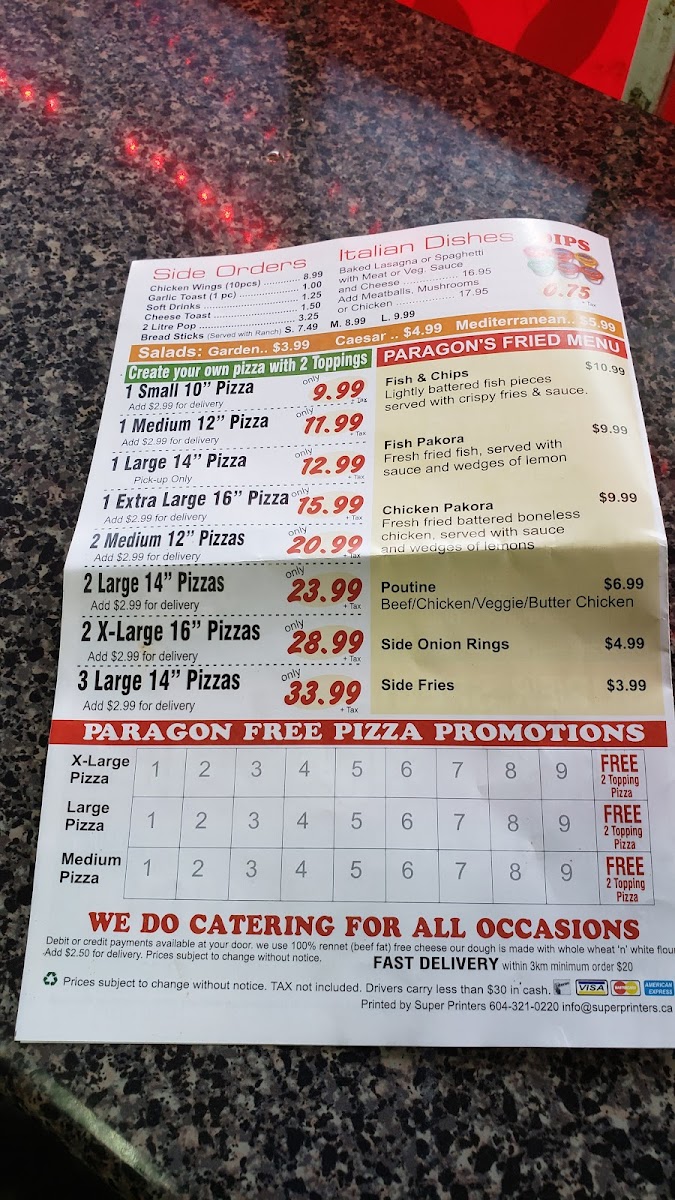 Side Orders
Chicken Wings (10pcs) ............ 8.99
Garlic Toast (1 pc) ................... 1.00
Soft Drinks ............................... 1.25
Cheese Toast ........................... 1.50
2 Litre Pop ................................ 3.25
Bread Sticks (Served with Ranch) S. 7.49 M. 8.99 L. 9.99
Italian Dishes
Baked Lasagna or Spaghetti
with Meat or Veg. Sauce
and Cheese ............... 16.95
Add Meatballs, Mushrooms
or Chicken ............... 17.95
DIPS
0.75
+ Tax
Salads: Garden.. $3.99 Caesar .. $4.99 Mediterranean.. $5.99
Create your own pizza with 2 Toppings
1 Small 10” Pizza only 9.99
Add $2.99 for delivery + Tax
1 Medium 12” Pizza only 11.99
Add $2.99 for delivery + Tax
1 Large 14” Pizza only 12.99
Pick-up Only + Tax
1 Extra Large 16” Pizza only 15.99
Add $2.99 for delivery + Tax
2 Medium 12” Pizzas only 20.99
Add $2.99 for delivery + Tax
2 Large 14” Pizzas only 23.99
Add $2.99 for delivery + Tax
2 X-Large 16” Pizzas only 28.99
Add $2.99 for delivery + Tax
3 Large 14” Pizzas only 33.99
Add $2.99 for delivery + Tax
PARAGON'S FRIED MENU
Fish & Chips $10.99
Lightly battered fish pieces
served with crispy fries & sauce.
Fish Pakora $9.99
Fresh fried fish, served with
sauce and wedges of lemon
Chicken Pakora $9.99
Fresh fried battered boneless
chicken, served with sauce
and wedges of lemons
Poutine $6.99
Beef/Chicken/Veggie/Butter Chicken
Side Onion Rings $4.99
Side Fries $3.99
PARAGON FREE PIZZA PROMOTIONS
X-Large Pizza 1 2 3 4 5 6 7 8 9 FREE 2 Topping Pizza
Large Pizza 1 2 3 4 5 6 7 8 9 FREE 2 Topping Pizza
Medium Pizza 1 2 3 4 5 6 7 8 9 FREE 2 Topping Pizza
WE DO CATERING FOR ALL OCCASIONS
Debit or credit payments available at your door. we use 100% rennet (beef fat) free cheese our dough is made with whole wheat 'n' white flour
Add $2.50 for delivery. Prices subject to change without notice.
FAST DELIVERY within 3km minimum order $20
Prices subject to change without notice. TAX not included. Drivers carry less than $30 in cash. VISA MasterCard AMERICAN EXPRESS
Printed by Super Printers 604-321-0220 info@superprinters.ca